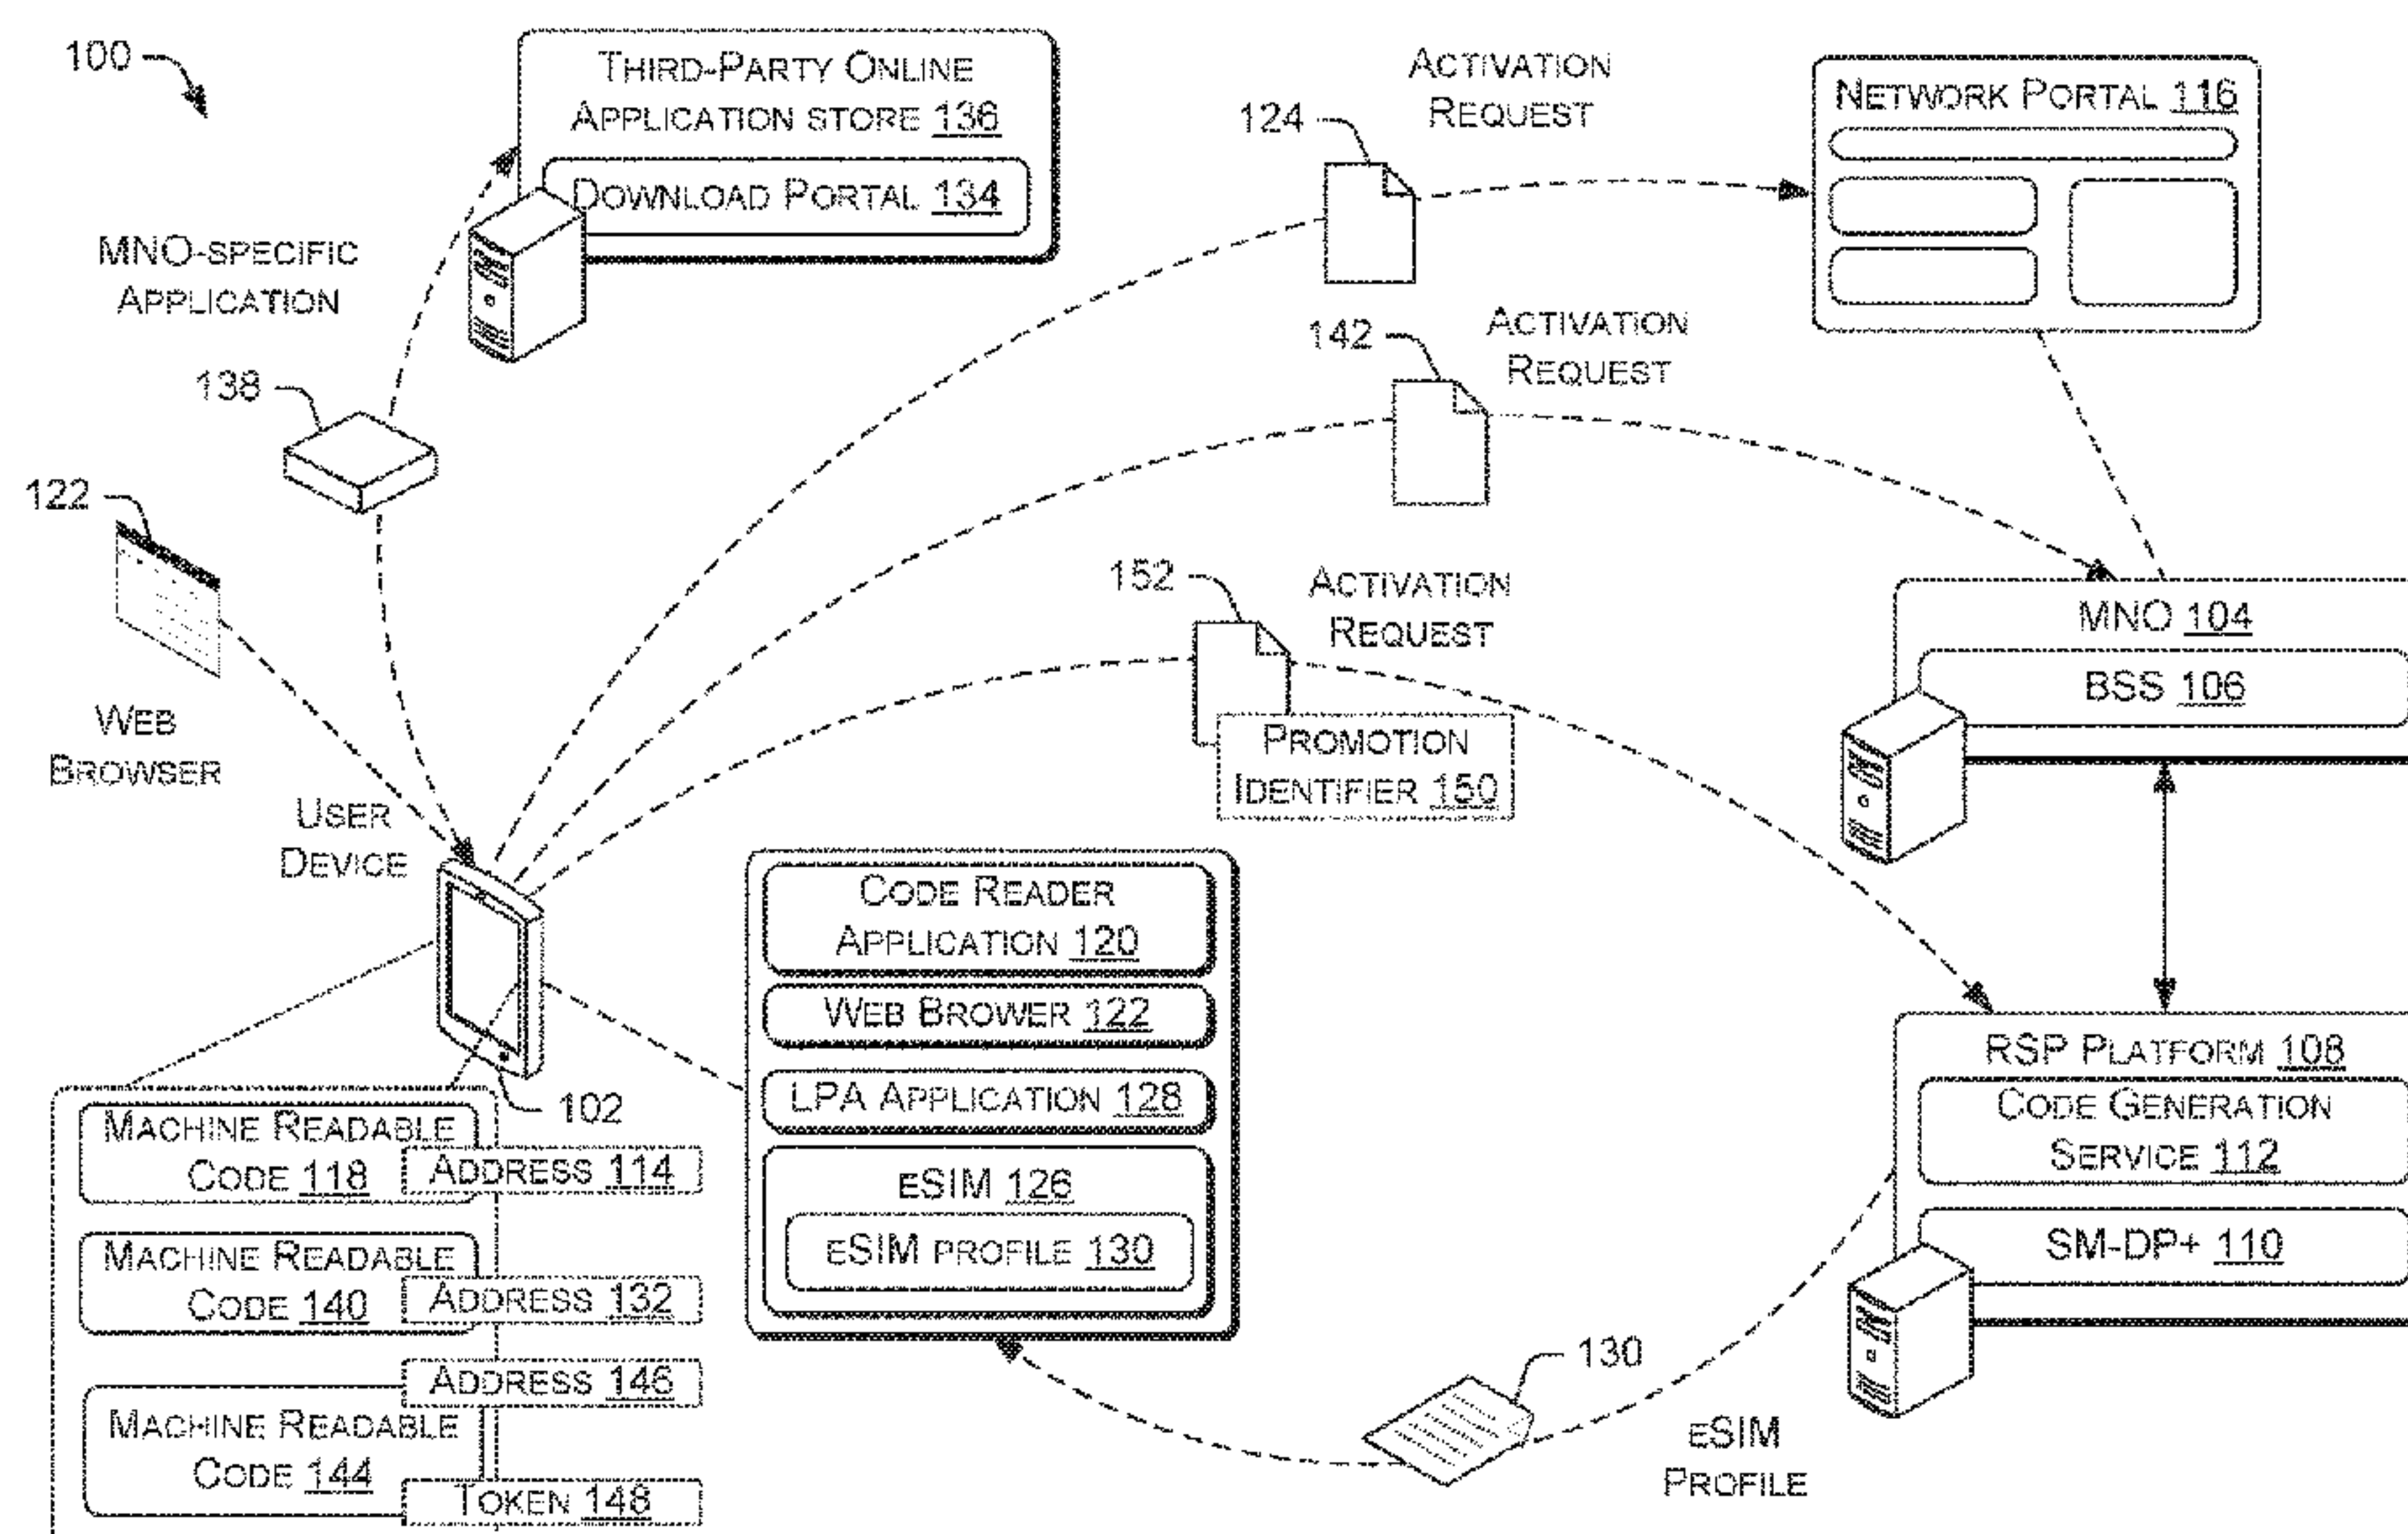 100
THIRD-PARTY ONLINE
APPLICATION STORE 136
DOWNLOAD PORTAL 134
ACTIVATION
REQUEST
124
NETWORK PORTAL 116
MNO-SPECIFIC
APPLICATION
138
142
ACTIVATION
REQUEST
122
WEB
BROWSER
152
ACTIVATION
REQUEST
PROMOTION
IDENTIFIER 150
MNO 104
BSS 106
USER
DEVICE
102
CODE READER
APPLICATION 120
WEB BROWER 122
LPA APPLICATION 128
eSIM 126
eSIM PROFILE 130
RSP PLATFORM 108
CODE GENERATION
SERVICE 112
SM-DP+ 110
MACHINE READABLE
CODE 118
ADDRESS 114
MACHINE READABLE
CODE 140
ADDRESS 132
ADDRESS 146
MACHINE READABLE
CODE 144
TOKEN 148
130
eSIM
PROFILE